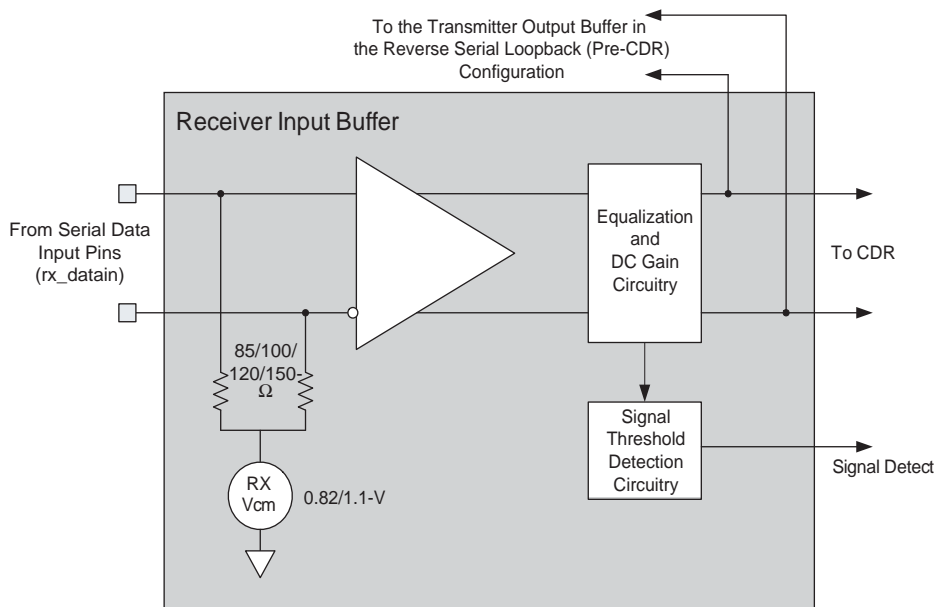 To the Transmitter Output Buffer in
the Reverse Serial Loopback (Pre-CDR)
Configuration
Receiver Input Buffer
From Serial Data
Input Pins
(rx_datain)
Equalization
and
DC Gain
Circuitry
To CDR
85/100/
120/150-
Ω
Signal
Threshold
Detection
Circuitry
Signal Detect
RX
Vcm
0.82/1.1-V